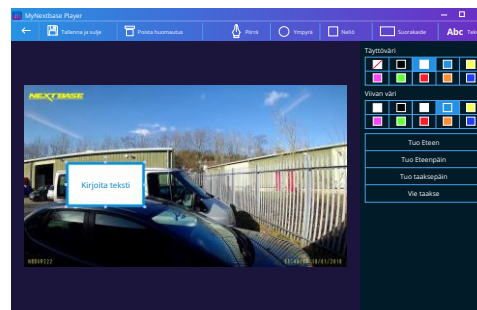 MyNextbase Player
Tallenna ja sulje
Poista huomautus
Piirrä
Ympyrä
Neliö
Suorakaide
Abc
Täyttöväri
NEXTBASE
Viivan väri
Tuo Eteen
Tuo Eteenpäin
Tuo taaksepäin
Vie taakse
Kirjoita teksti